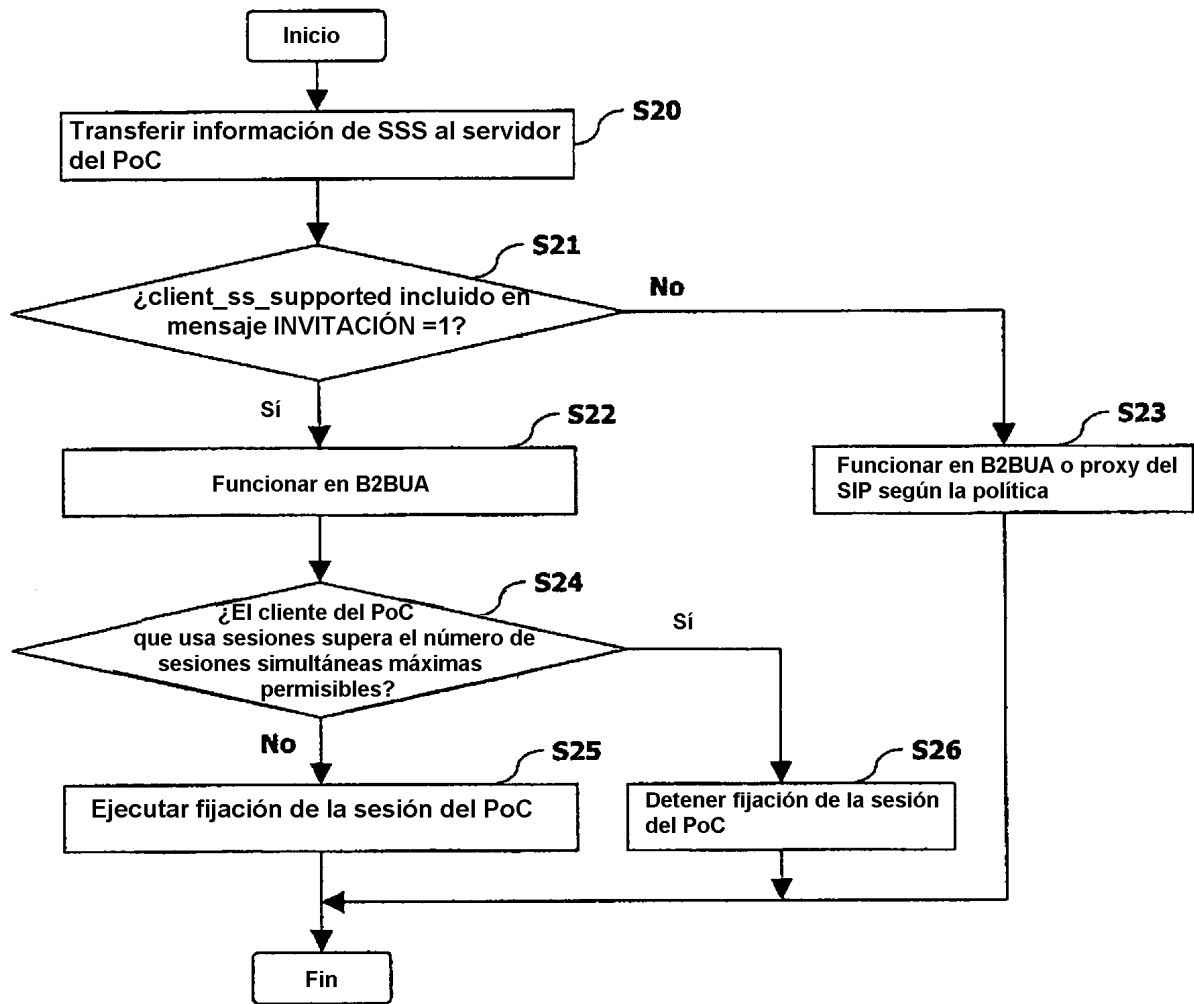 Inicio
S20
Transferir información de SSS al servidor
del PoC
S21
¿client_ss_supported incluido en
mensaje INVITACIÓN =1?
No
Sí
S22
Funcionar en B2BUA
S23
Funcionar en B2BUA o proxy del
SIP según la política
S24
¿El cliente del PoC
que usa sesiones supera el número de
sesiones simultáneas máximas
permisibles?
Sí
No
S25
Ejecutar fijación de la sesión del PoC
S26
Detener fijación de la sesión
del PoC
Fin